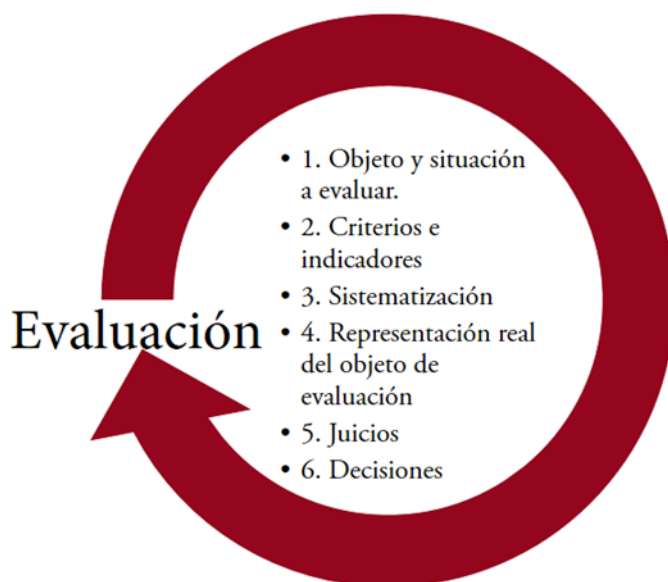 Evaluación
• 1. Objeto y situación
a evaluar.
• 2. Criterios e
indicadores
• 3. Sistematización
• 4. Representación real
del objeto de
evaluación
• 5. Juicios
• 6. Decisiones